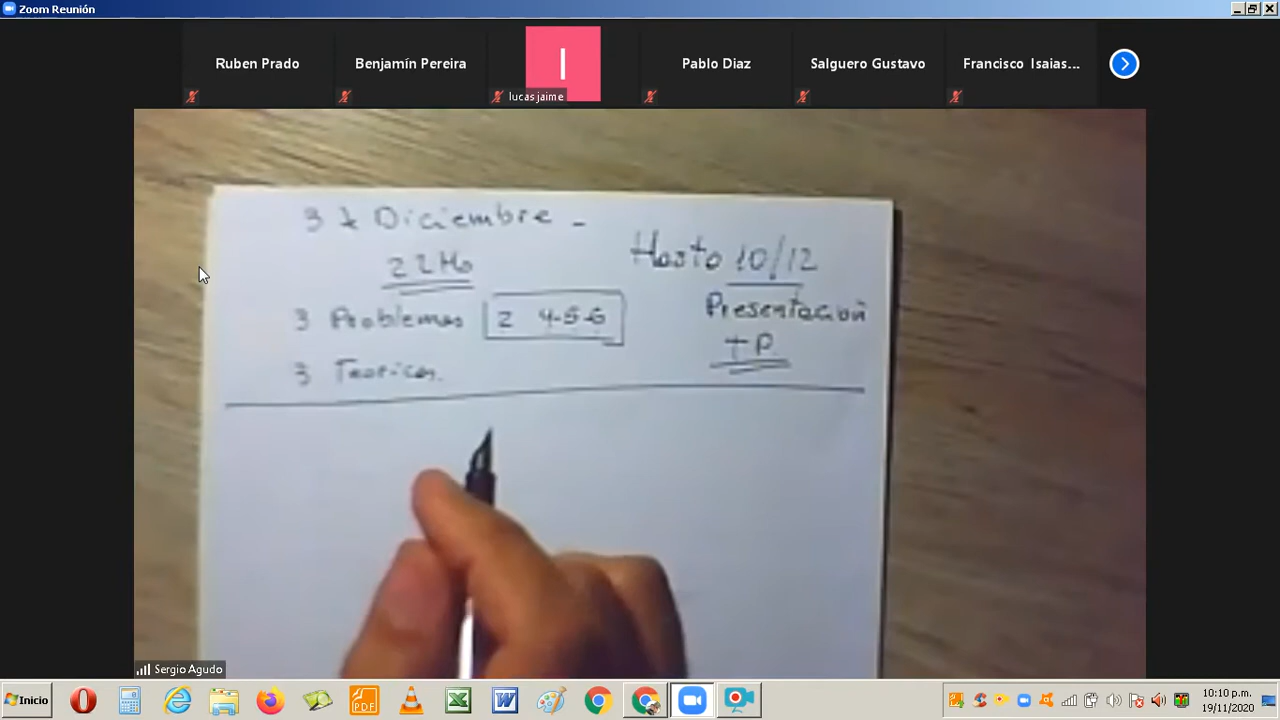 Zoom Reunión
Ruben Prado
Benjamín Pereira
I
lucas jaime
Pablo Diaz
Salguero Gustavo
Francisco Isaias...
3 d Diciembre -
22 Hs
3 Problemas 2 4-5-6
3 Teoricos.
Hasta 10/12
Presentación
TP
Sergio Agudo
Inicio
PDF
10:10 p.m.
19/11/2020